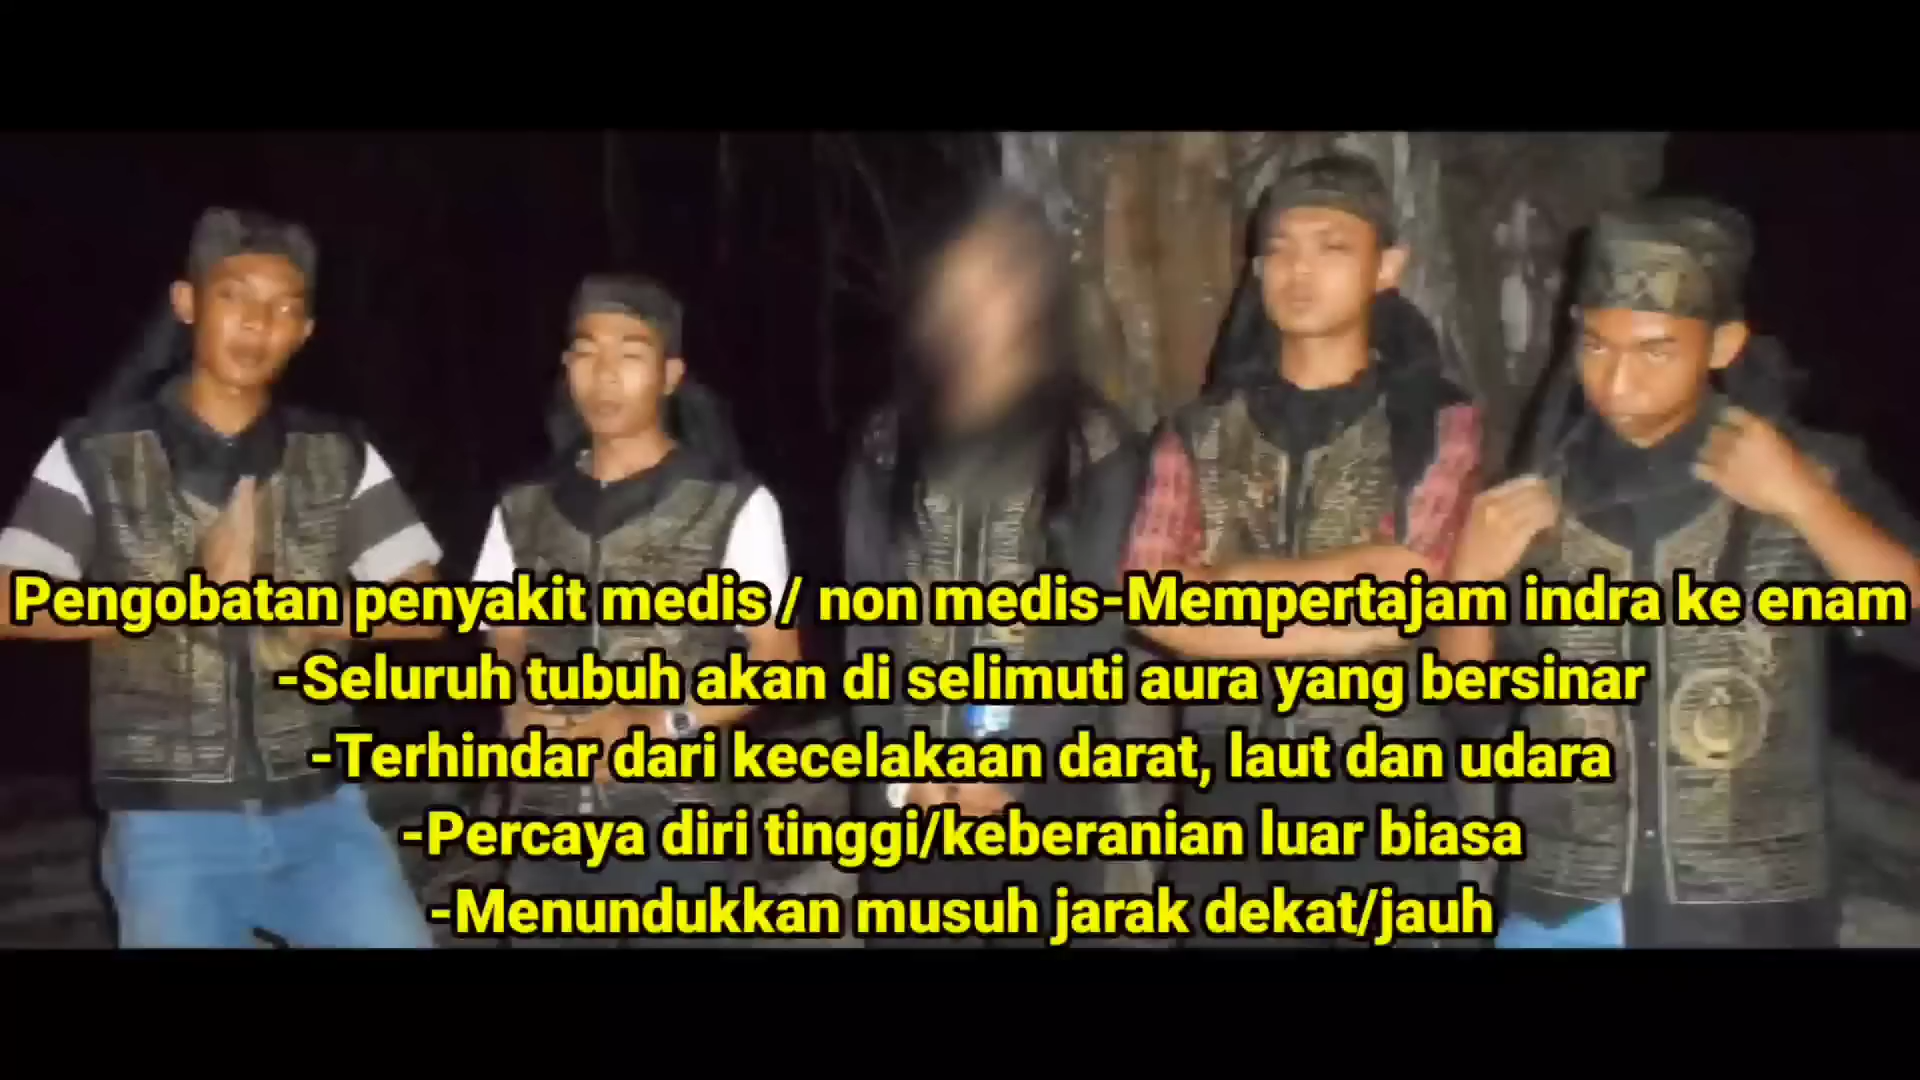 Pengobatan penyakit medis / non medis-Mempertajam indra ke enam
-Seluruh tubuh akan di selimuti aura yang bersinar
-Terhindar dari kecelakaan darat, laut dan udara
-Percaya diri tinggi/keberanian luar biasa
-Menundukkan musuh jarak dekat/jauh